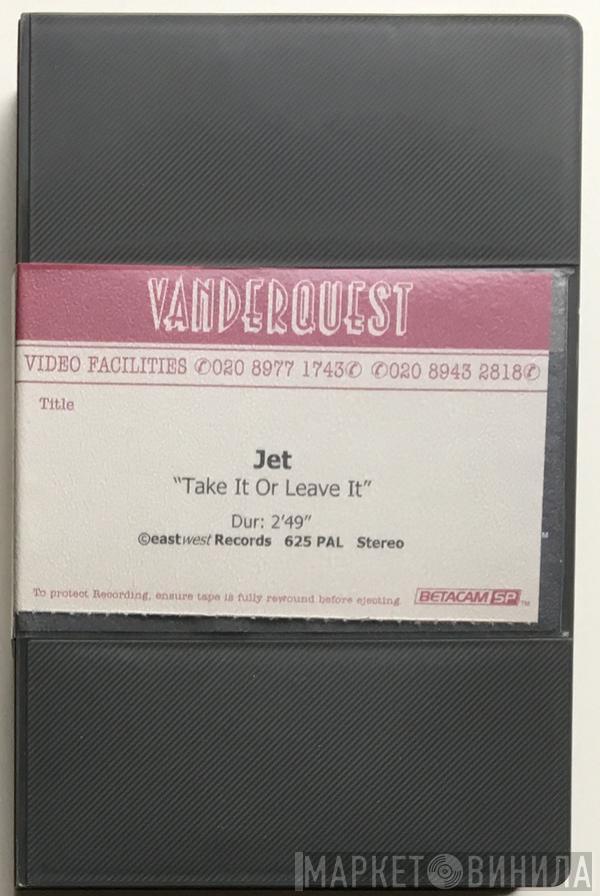 VANDERQUEST
VIDEO FACILITIES ✆020 8977 1743✆ ✆020 8943 2818✆
Title
Jet
"Take It Or Leave It"
Dur: 2'49"
©eastwest Records 625 PAL Stereo
To protect Recording, ensure tape is fully rewound before ejecting BETACAM SP™
МАРКЕТ ВИНИЛА